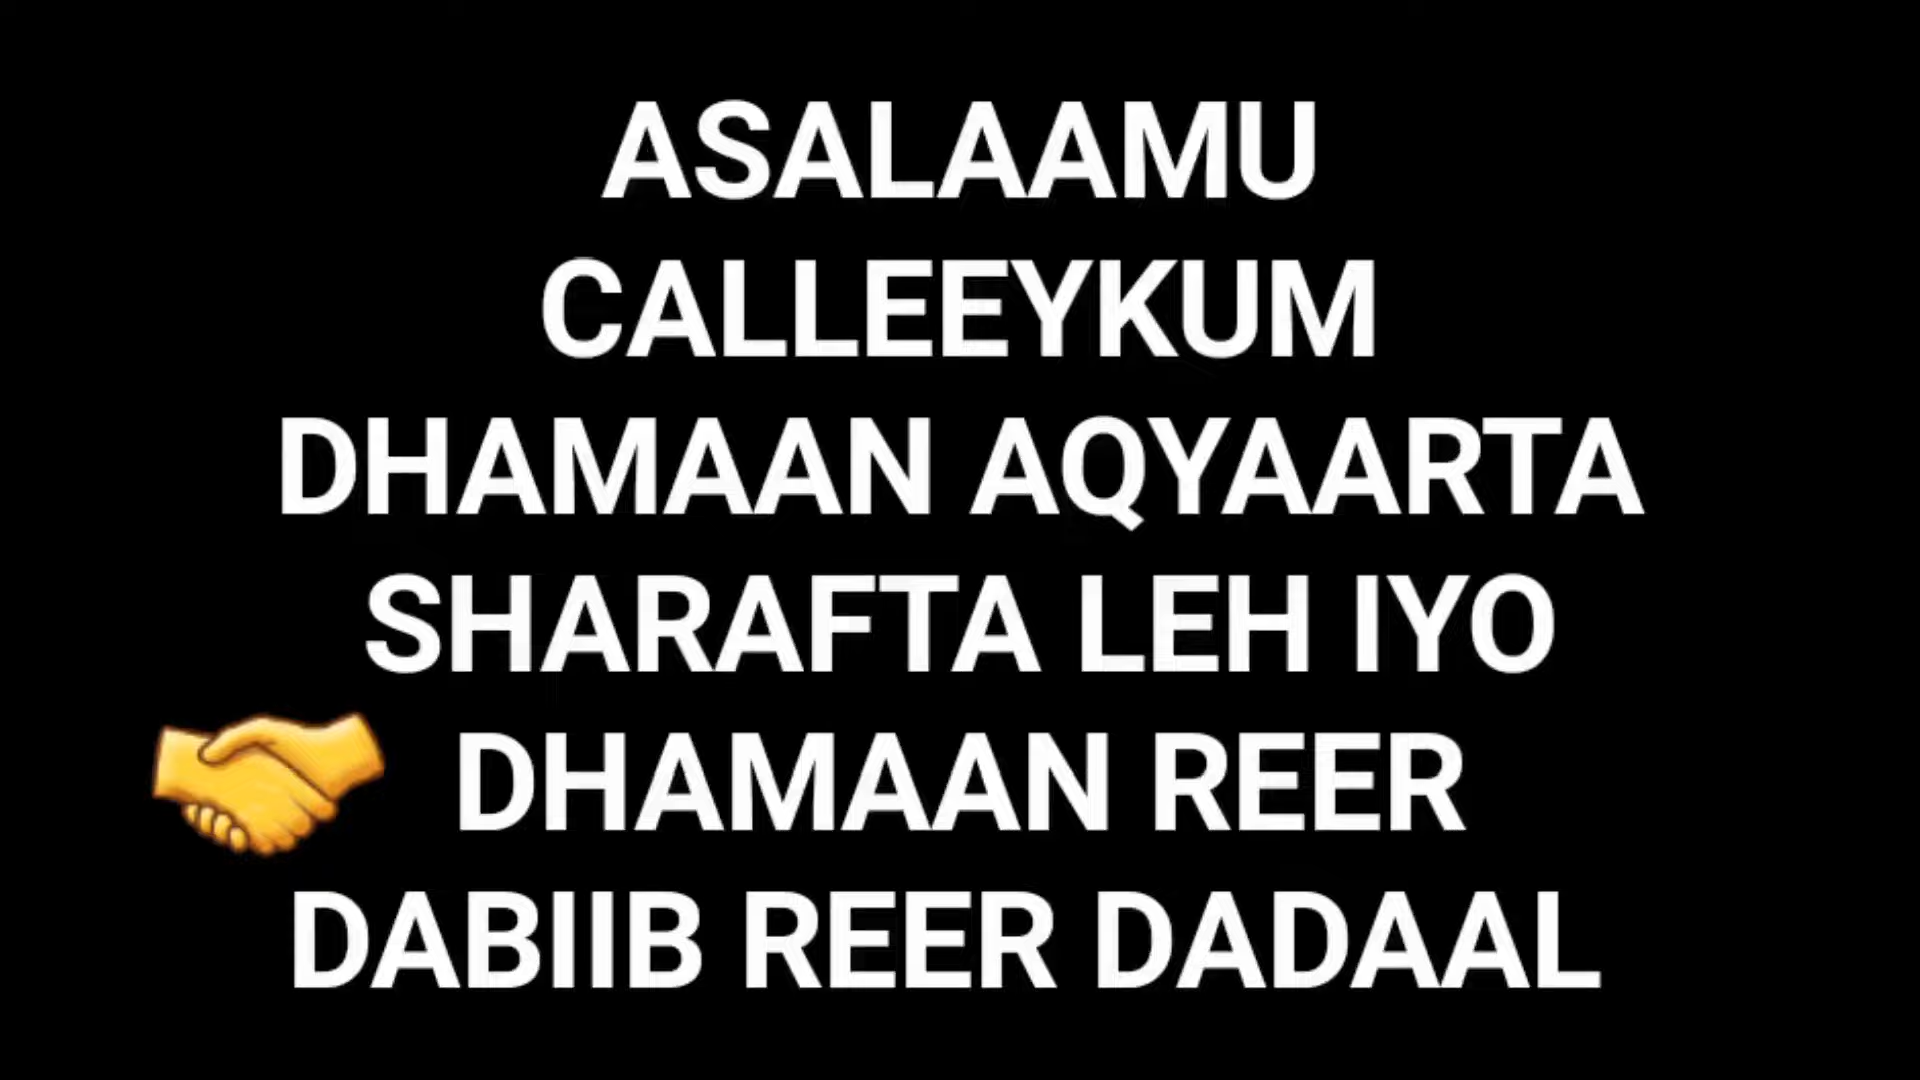 ASALAAMU
CALLEEYKUM
DHAMAAN AQYAARTA
SHARAFTA LEH IYO
🤝 DHAMAAN REER
DABIIB REER DADAAL